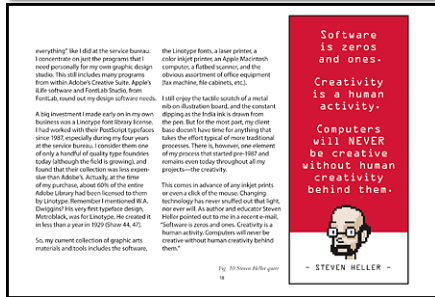 everything" like I did at the service bureau.
I concentrate on just the programs that I
need personally for my own graphic design
studio. This still includes many programs
from within Adobe's Creative Suite. Apple's
iLife software and FontLab Studio, from
FontLab, round out my design software needs.
A big investment I made early on in my own
business was a Linotype font library license.
I had worked with their PostScript typefaces
since 1987, especially during my four years
at the service bureau. I consider them one
of only a handful of quality type foundries
today (although the field is growing), and
found that their collection was less expen-
sive than Adobe's. Actually, at the time
of my purchase, about 60% of the entire
Adobe Library had been licensed to them
by Linotype. Remember I mentioned W.A.
Dwiggins? His very first typeface design,
Metroblack, was for Linotype. He created it
in less than a year in 1929 (Shaw 44, 47).
So, my current collection of graphic arts
materials and tools includes the software,
the Linotype fonts, a laser printer, a
color inkjet printer, an Apple Macintosh
computer, a flatbed scanner, and the
obvious assortment of office equipment
(fax machine, file cabinets, etc.).
I still enjoy the tactile scratch of a metal
nib on illustration board, and the constant
dipping as the India ink is drawn from
the pen. But for the most part, my client
base doesn't have time for anything that
takes the effort typical of more traditional
processes. There is, however, one element
of my process that started pre-1987 and
remains even today throughout all my
projects—the creativity.
This comes in advance of any inkjet prints
or even a click of the mouse. Changing
technology has never snuffed out that light,
nor ever will. As author and educator Steven
Heller pointed out to me in a recent e-mail,
"Software is zeros and ones. Creativity is a
human activity. Computers will never be
creative without human creativity behind
them."
Fig. 10 Steven Heller quote
18
Software
is zeros
and ones.
Creativity
is a human
activity.
Computers
will NEVER
be creative
without human
creativity
behind them.
– STEVEN HELLER –